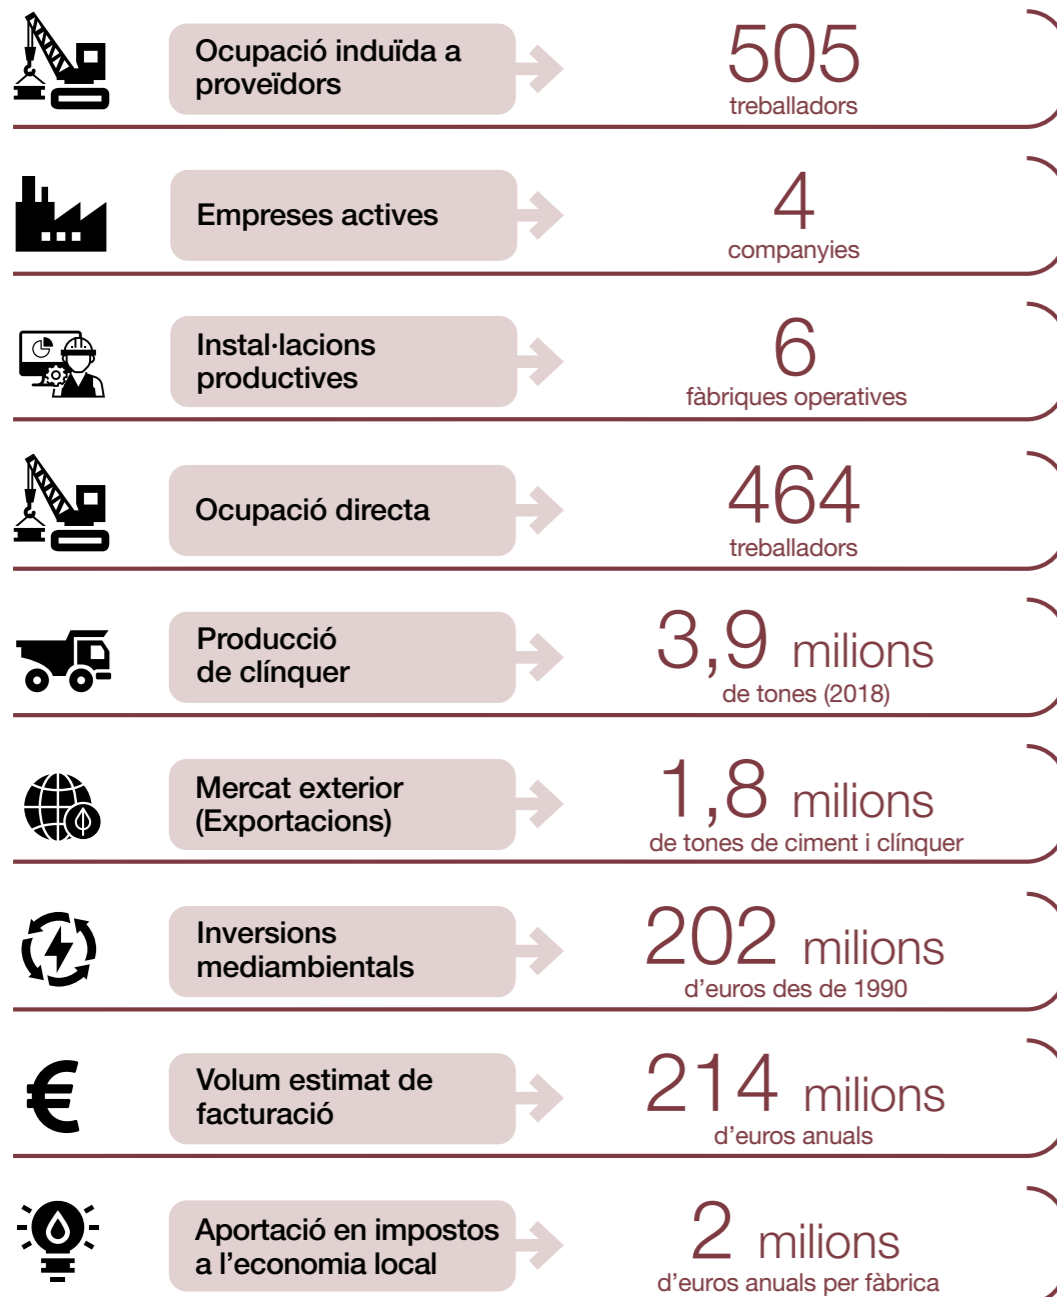 Ocupació induïda a
proveïdors
505
treballadors
Empreses actives
4
companyies
Instal·lacions
productives
6
fàbriques operatives
Ocupació directa
464
treballadors
Producció
de clínquer
3,9 milions
de tones (2018)
Mercat exterior
(Exportacions)
1,8 milions
de tones de ciment i clínquer
Inversions
mediambientals
202 milions
d’euros des de 1990
€
Volum estimat de
facturació
214 milions
d’euros anuals
Aportació en impostos
a l’economia local
2 milions
d’euros anuals per fàbrica